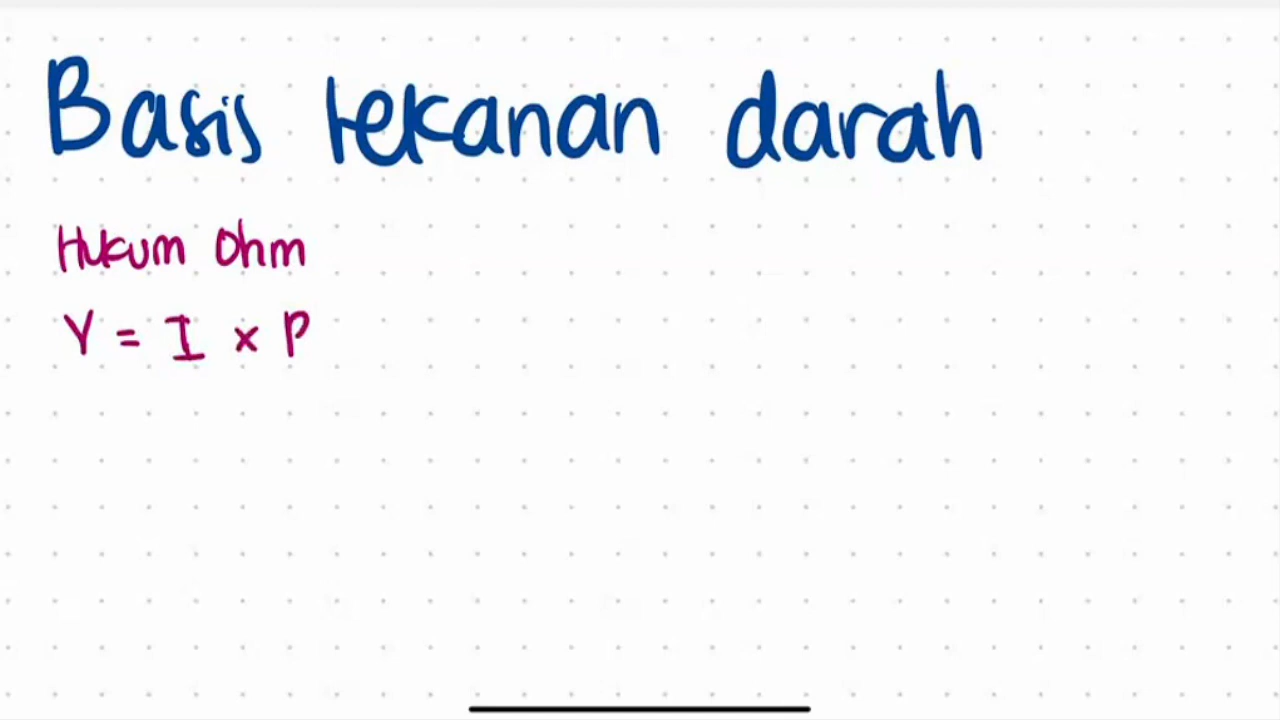 Basis tekanan darah
Hukum Ohm
V = I x P